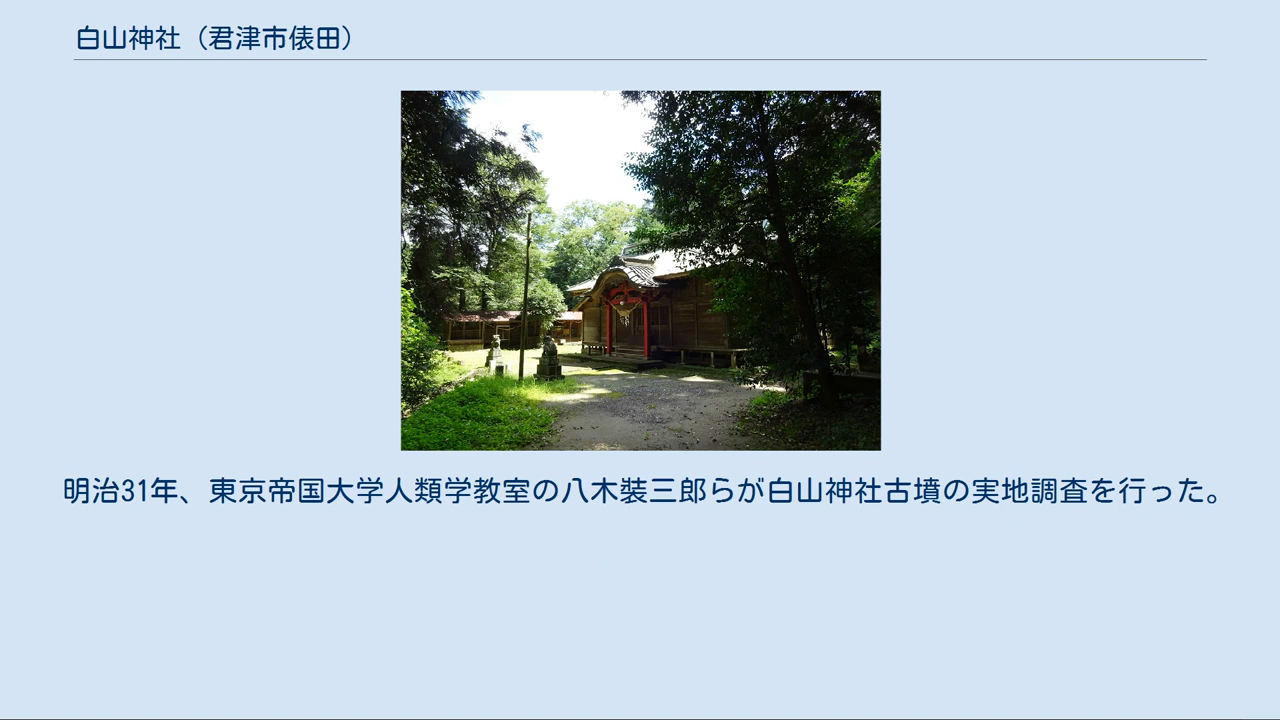 白山神社（君津市俵田）
明治31年、東京帝国大学人類学教室の八木裝三郎らが白山神社古墳の実地調査を行った。